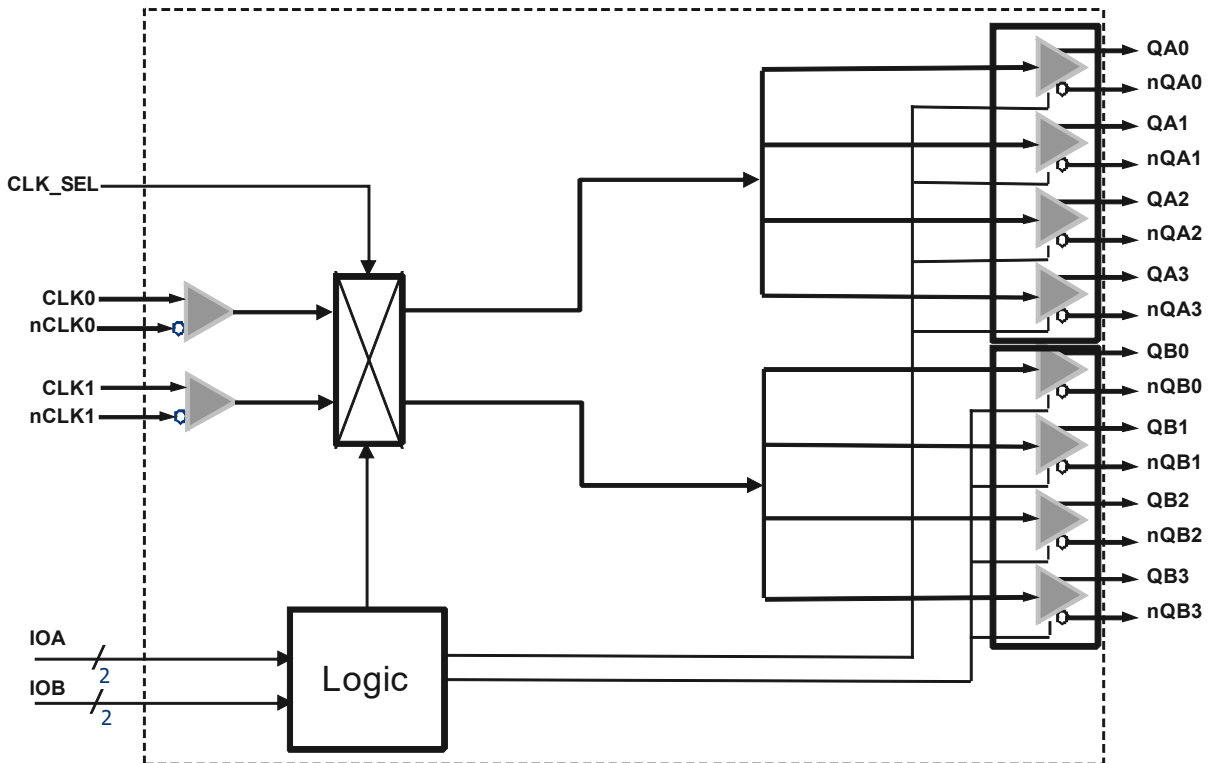 QA0
nQA0
QA1
nQA1
CLK_SEL
QA2
nQA2
QA3
nQA3
CLK0
nCLK0
CLK1
nCLK1
QB0
nQB0
QB1
nQB1
QB2
nQB2
QB3
nQB3
IOA
2
IOB
2
Logic